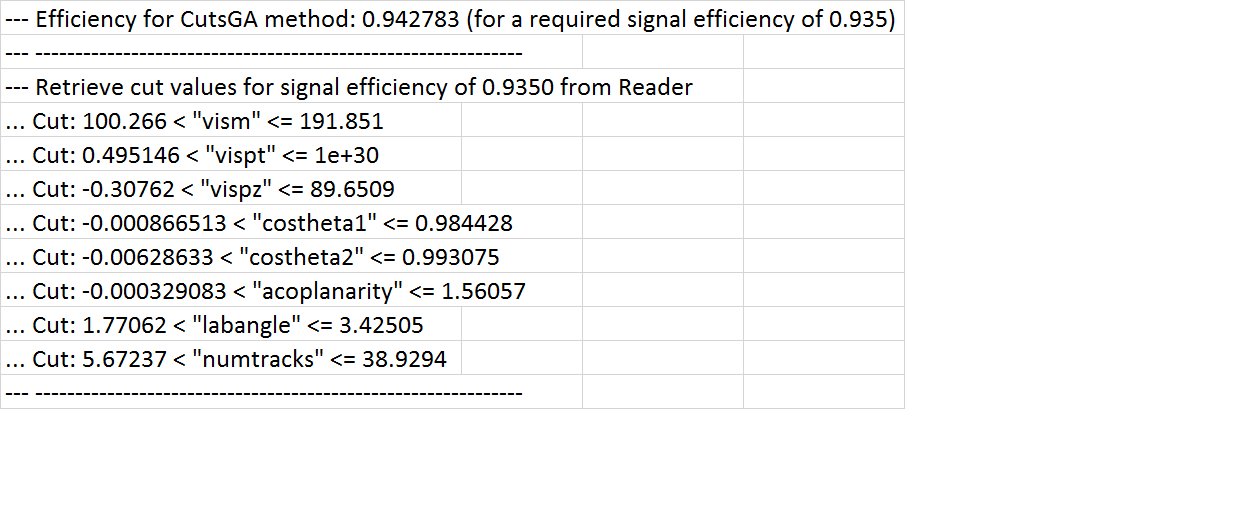 --- Efficiency for CutsGA method: 0.942783 (for a required signal efficiency of 0.935)
--- -------------------------------------------------------------
--- Retrieve cut values for signal efficiency of 0.9350 from Reader
... Cut: 100.266 < "vism" <= 191.851
... Cut: 0.495146 < "vispt" <= 1e+30
... Cut: -0.30762 < "vispz" <= 89.6509
... Cut: -0.000866513 < "costheta1" <= 0.984428
... Cut: -0.00628633 < "costheta2" <= 0.993075
... Cut: -0.000329083 < "acoplanarity" <= 1.56057
... Cut: 1.77062 < "labangle" <= 3.42505
... Cut: 5.67237 < "numtracks" <= 38.9294
--- -------------------------------------------------------------